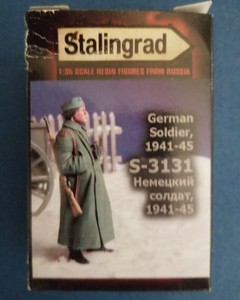 Stalingrad
1:35 SCALE RESIN FIGURES FROM RUSSIA
German
Soldier,
1941-45
S-3131
Немецкий
солдат,
1941-45